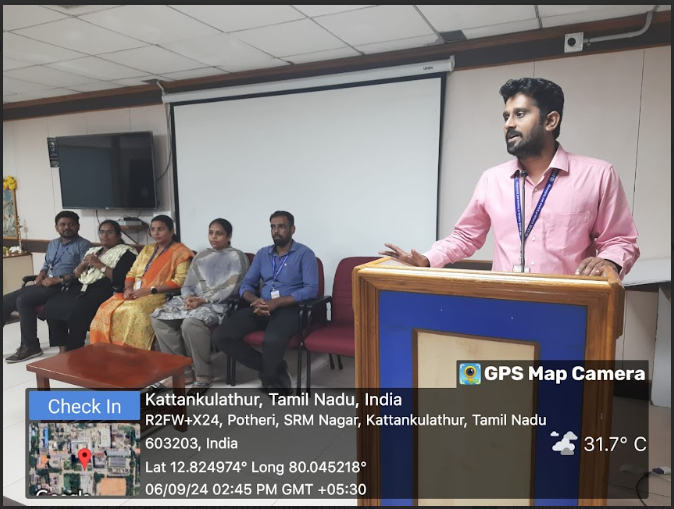 GPS Map Camera
Check In
Kattankulathur, Tamil Nadu, India
R2FW+X24, Potheri, SRM Nagar, Kattankulathur, Tamil Nadu
603203, India
Lat 12.824974° Long 80.045218°
06/09/24 02:45 PM GMT +05:30
31.7° C
Google